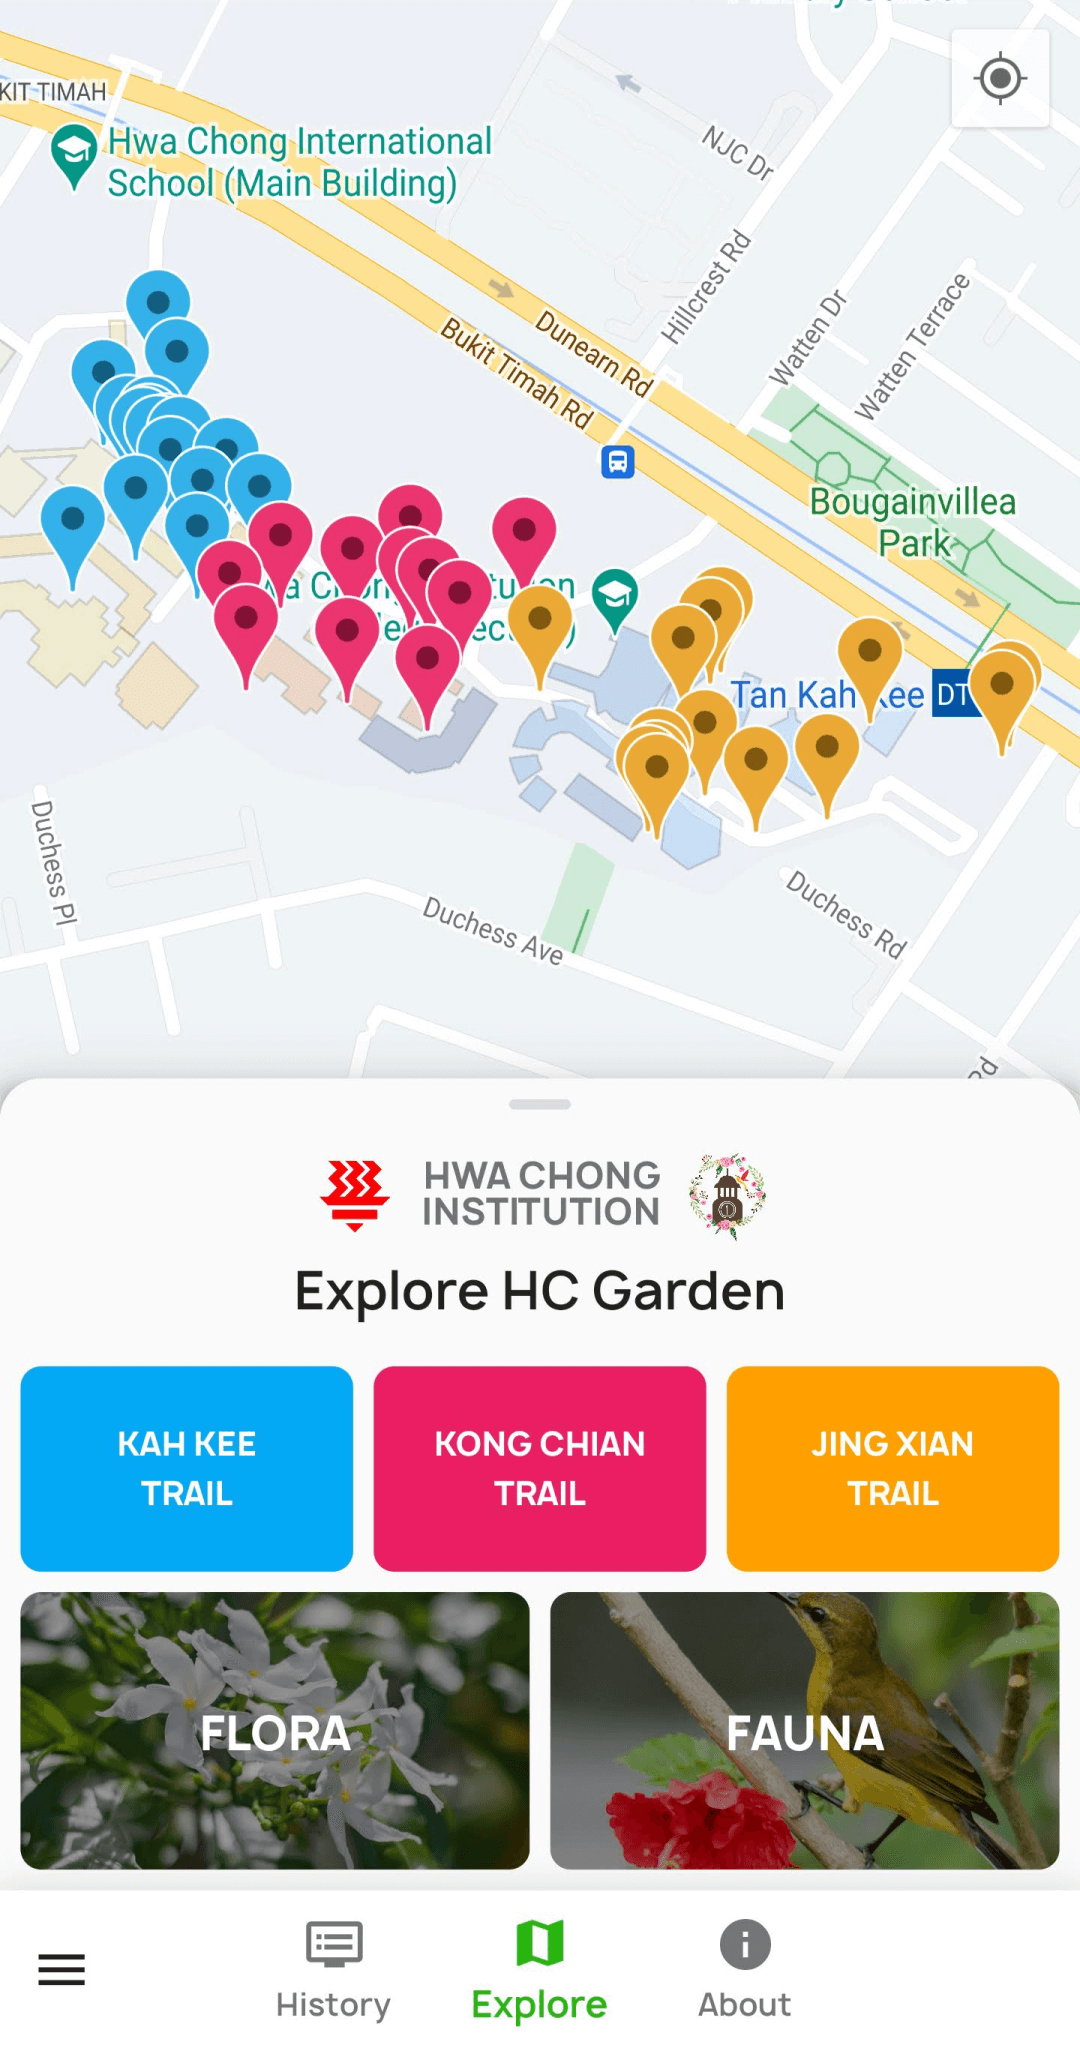 KIT TIMAH
Hwa Chong International
School (Main Building)
NJC Dr
Hillcrest Rd
Dunearn Rd
Bukit Timah Rd
Watten Dr
Watten Terrace
Bougainvillea
Park
Tan Kah Kee
DT
Duchess Pl
Duchess Ave
Duchess Rd
Rd
HWA CHONG
INSTITUTION
Explore HC Garden
KAH KEE
TRAIL
KONG CHIAN
TRAIL
JING XIAN
TRAIL
FLORA
FAUNA
History
Explore
About